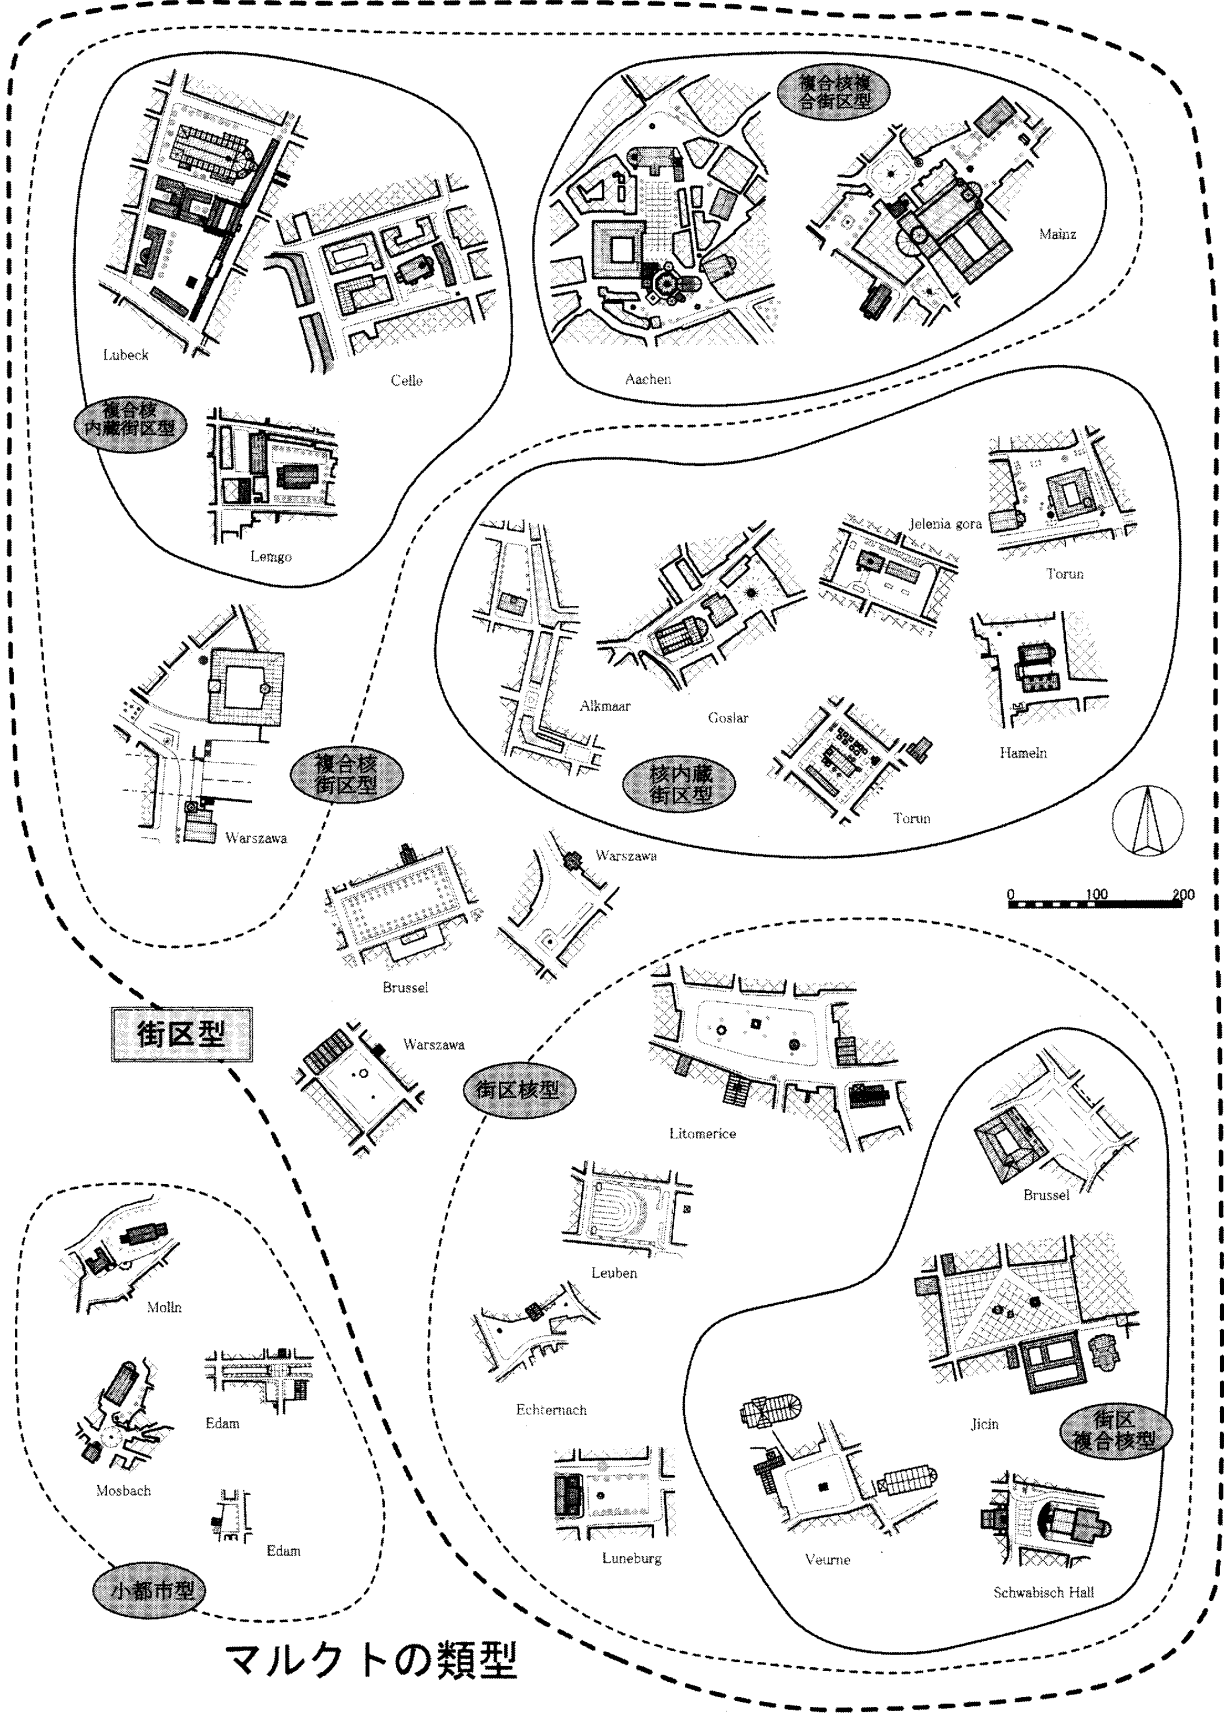 複合核複
合街区型
Mainz
Lubeck
Celle
Aachen
複合核
内蔵街区型
Lemgo
Jelenia gora
Torun
Alkmaar
Goslar
Hameln
複合核
街区型
核内蔵
街区型
Torun
Warszawa
Warszawa
0 100 200
Brussel
街区型
Warszawa
街区核型
Litomerice
Brussel
Leuben
Molln
Echternach
Edam
Jicin
街区
複合核型
Mosbach
Edam
Luneburg
Veurne
Schwabisch Hall
小都市型
マルクトの類型